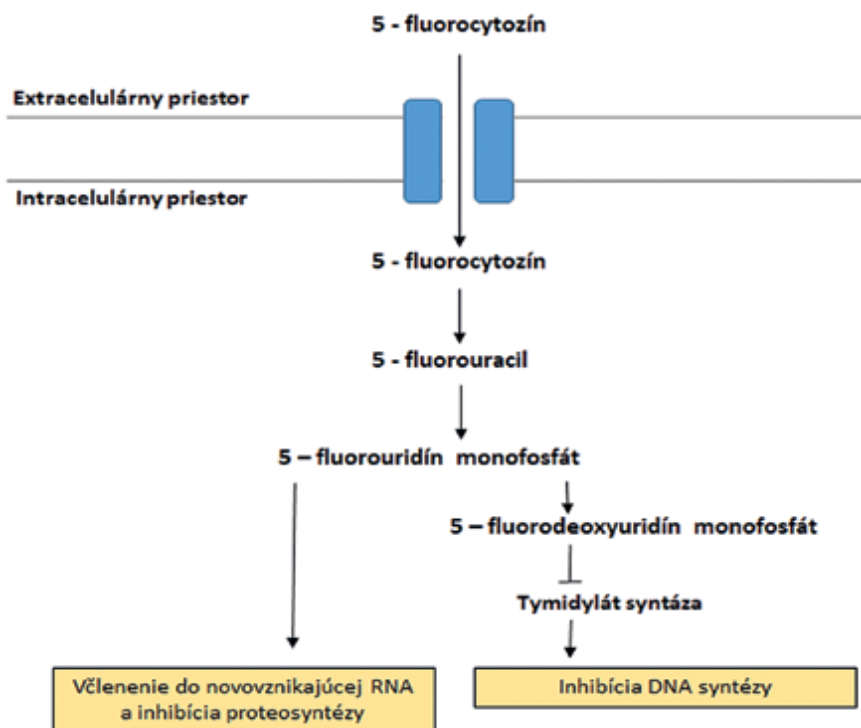 5 - fluorocytozín
Extracelulárny priestor
Intracelulárny priestor
5 - fluorocytozín
5 - fluorouracil
5 – fluorouridín monofosfát
5 – fluorodeoxyuridín monofosfát
Tymidylát syntáza
Včlenenie do novovznikajúcej RNA
a inhibícia proteosyntézy
Inhibícia DNA syntézy